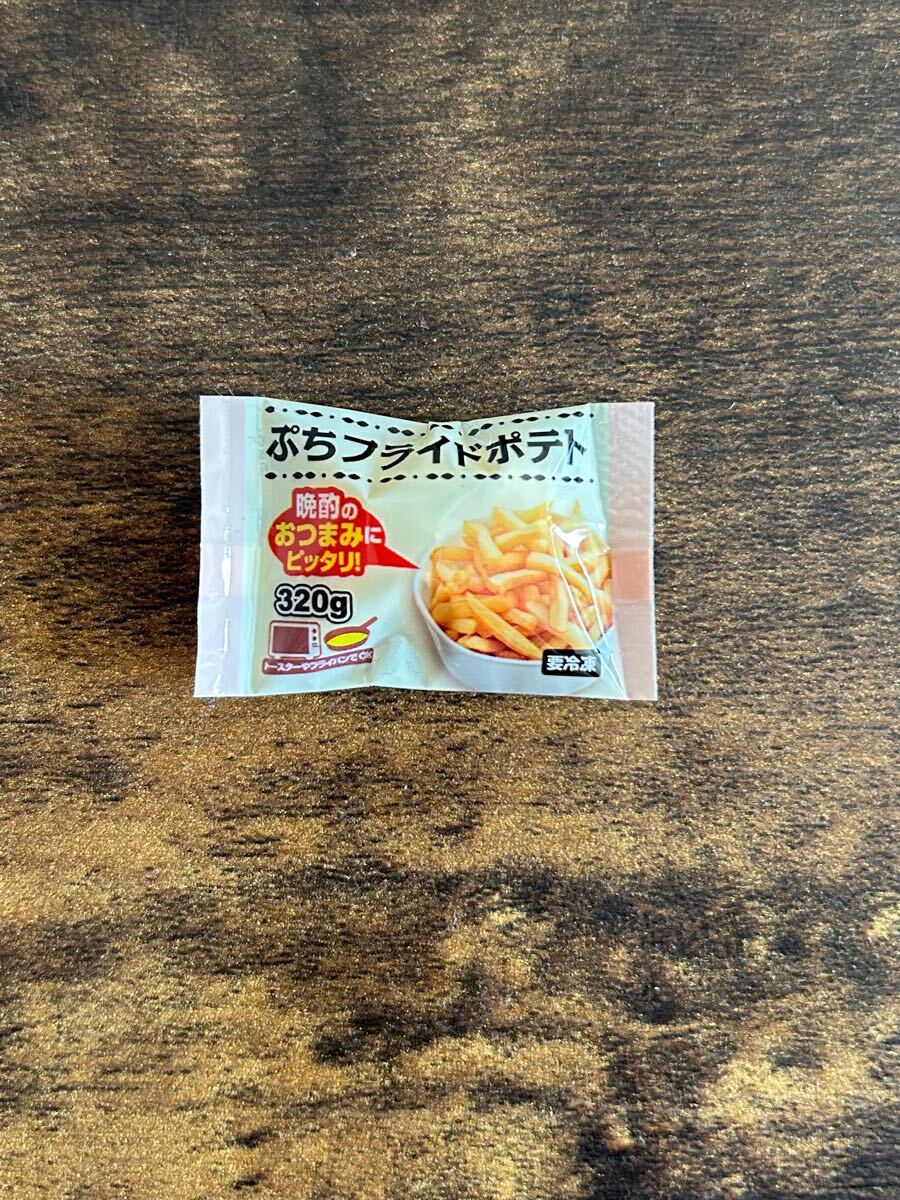 ぷちフライドポテト
晩酌の
おつまみに
ピッタリ!
320g
トースターやフライパンでOK
要冷凍